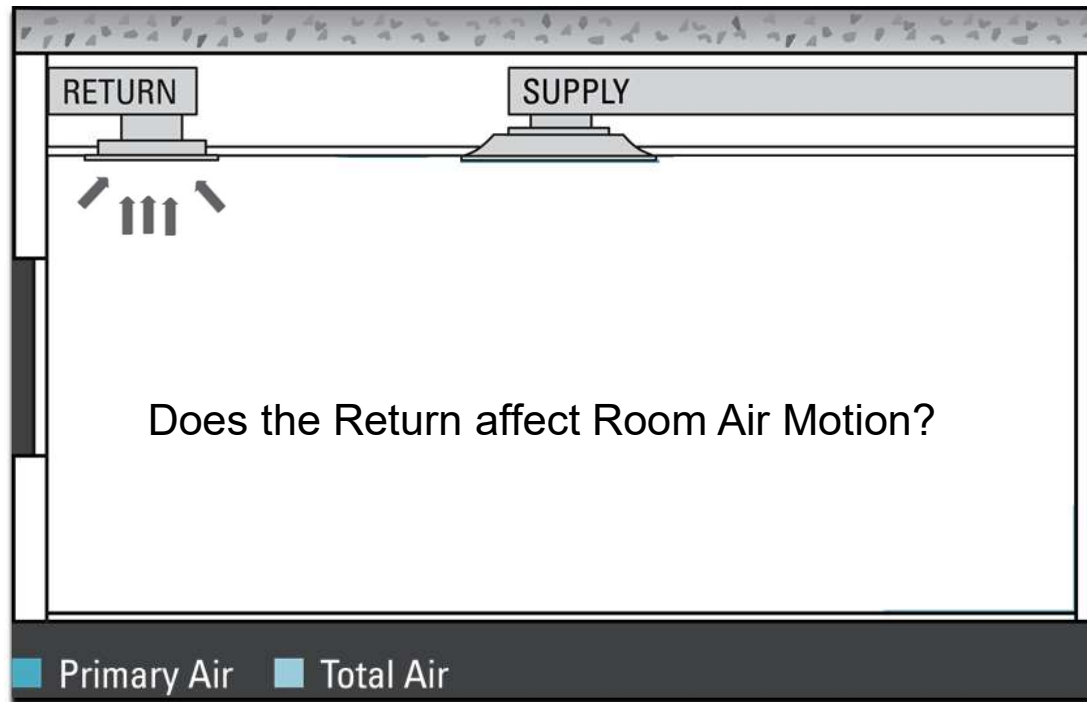 RETURN
SUPPLY
Does the Return affect Room Air Motion?
Primary Air
Total Air